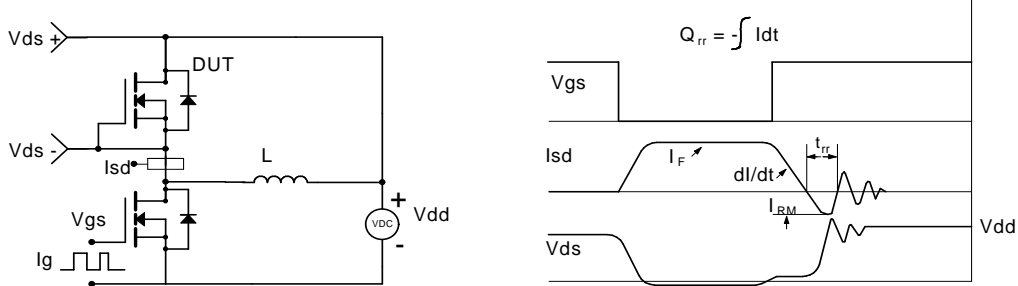 Vds +
DUT
Vds -
Isd
L
Vgs
Ig
+
VDC
-
Vdd
Qrr = -∫ Idt
Vgs
Isd
IF
dI/dt
trr
IRM
Vds
Vdd